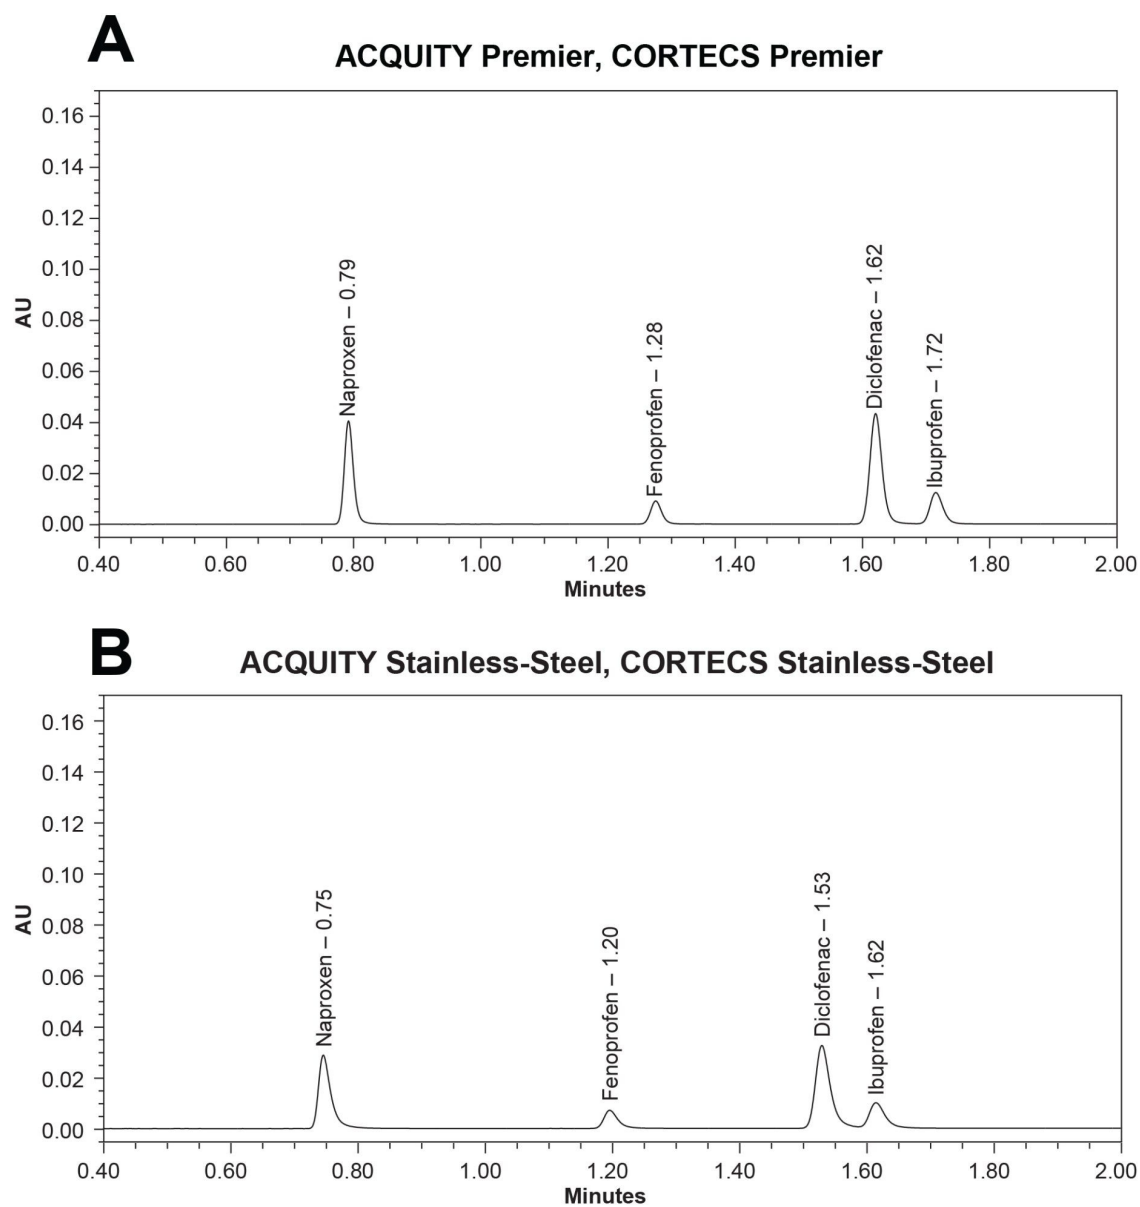 A
ACQUITY Premier, CORTECS Premier
AU
0.16
0.14
0.12
0.10
0.08
0.06
0.04
0.02
0.00
Naproxen – 0.79
Fenoprofen – 1.28
Diclofenac – 1.62
Ibuprofen – 1.72
0.40 0.60 0.80 1.00 1.20 1.40 1.60 1.80 2.00
Minutes
B
ACQUITY Stainless-Steel, CORTECS Stainless-Steel
AU
0.16
0.14
0.12
0.10
0.08
0.06
0.04
0.02
0.00
Naproxen – 0.75
Fenoprofen – 1.20
Diclofenac – 1.53
Ibuprofen – 1.62
0.40 0.60 0.80 1.00 1.20 1.40 1.60 1.80 2.00
Minutes